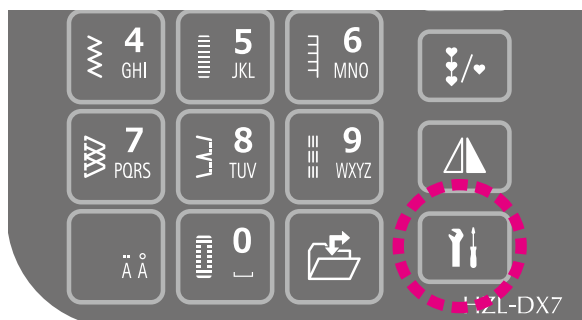 4 5 6
GHI JKL MNO
7 8 9
PQRS TUV WXYZ
Ä Å 0
HZL-DX7